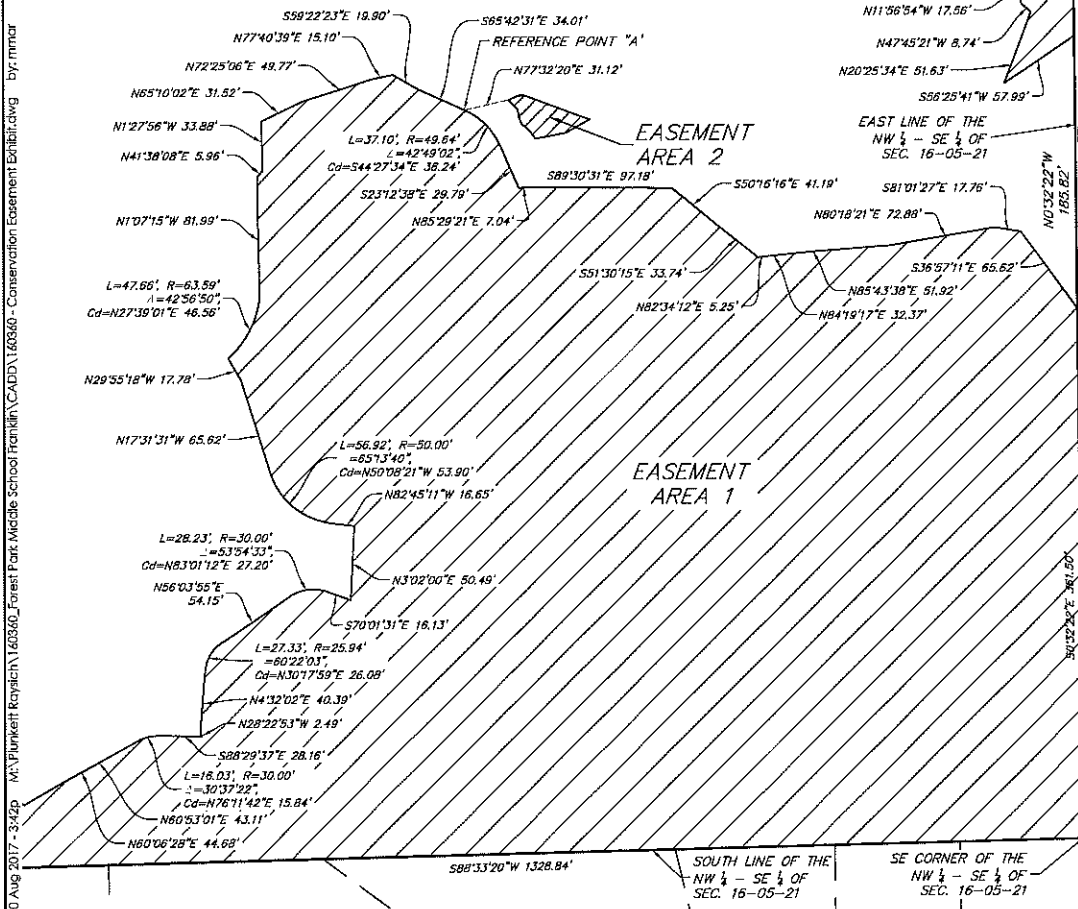 S59°22'23"E 19.90'
S65°42'31"E 34.01'
N77°40'39"E 15.10'
REFERENCE POINT "A"
N72°25'06"E 49.77'
N77°32'20"E 31.12'
N65°10'02"E 31.52'
N1°27'56"W 33.88'
N41°38'08"E 5.96'
L=37.10', R=49.64'
L=42°49'02",
Cd=S44°27'34"E 36.24'
EASEMENT
AREA 2
S23°12'38"E 29.79'
N85°29'21"E 7.04'
S89°30'31"E 97.18'
S50°16'16"E 41.19'
N11°56'54"W 17.56'
N47°45'21"W 8.74'
N20°25'34"E 51.63'
S56°25'41"W 57.99'
EAST LINE OF THE
NW 1/4 - SE 1/4 OF
SEC. 16-05-21
N0°32'22"W
185.82'
S81°01'27"E 17.76'
N80°18'21"E 72.88'
N1°07'15"W 81.99'
S51°30'15"E 33.74'
S36°57'11"E 65.62'
N85°43'38"E 51.92'
N82°34'12"E 5.25'
N84°19'17"E 32.37'
L=47.66', R=63.59'
=42°56'50",
Cd=N27°39'01"E 46.56'
N29°55'18"W 17.78'
N17°31'31"W 65.62'
L=56.92', R=50.00'
=65°13'40",
Cd=N50°08'21"W 53.90'
N82°45'11"W 16.65'
EASEMENT
AREA 1
L=28.23', R=30.00'
=53°54'33",
Cd=N83°01'12"E 27.20'
N3°02'00"E 50.49'
N56°03'55"E
54.15'
S70°01'31"E 16.13'
L=27.33', R=25.94'
=60°22'03",
Cd=N30°17'59"E 26.08'
N4°32'02"E 40.39'
N28°22'53"W 2.49'
S88°29'37"E 28.16'
L=16.03', R=30.00'
=30°37'22",
Cd=N76°11'42"E 15.84'
N60°53'01"E 43.11'
N60°06'28"E 44.68'
S0°32'22"E 361.50'
S88°33'20"W 1328.84'
SOUTH LINE OF THE
NW 1/4 - SE 1/4 OF
SEC. 16-05-21
SE CORNER OF THE
NW 1/4 - SE 1/4 OF
SEC. 16-05-21
0 Aug 2017 - 3:42p M:\Plunkett Raysich\160360_Forest Park Middle School Franklin\CADD\160360 - Conservation Easement Exhibit.dwg by: mmar